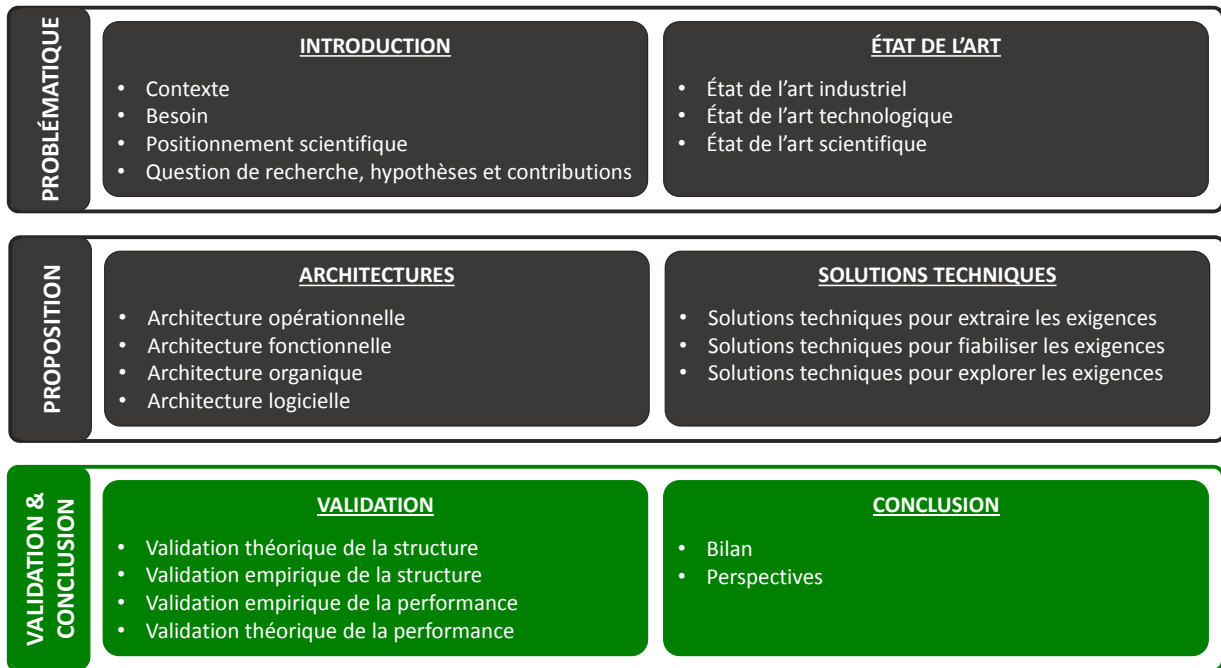 PROBLÉMATIQUE
INTRODUCTION
• Contexte
• Besoin
• Positionnement scientifique
• Question de recherche, hypothèses et contributions
ÉTAT DE L’ART
• État de l’art industriel
• État de l’art technologique
• État de l’art scientifique
PROPOSITION
ARCHITECTURES
• Architecture opérationnelle
• Architecture fonctionnelle
• Architecture organique
• Architecture logicielle
SOLUTIONS TECHNIQUES
• Solutions techniques pour extraire les exigences
• Solutions techniques pour fiabiliser les exigences
• Solutions techniques pour explorer les exigences
VALIDATION &
CONCLUSION
VALIDATION
• Validation théorique de la structure
• Validation empirique de la structure
• Validation empirique de la performance
• Validation théorique de la performance
CONCLUSION
• Bilan
• Perspectives